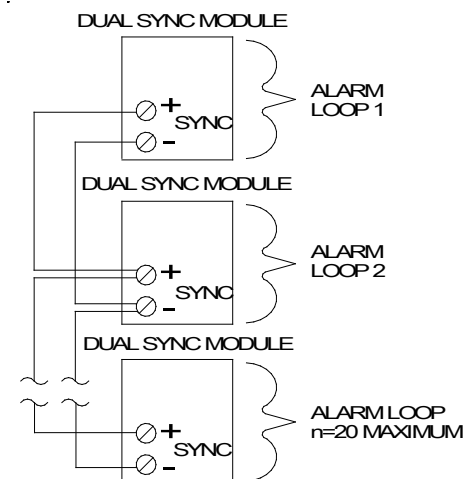 DUAL SYNC MODULE
+
SYNC
-
ALARM
LOOP 1
DUAL SYNC MODULE
+
SYNC
-
ALARM
LOOP 2
DUAL SYNC MODULE
+
SYNC
-
ALARM LOOP
n=20 MAXIMUM